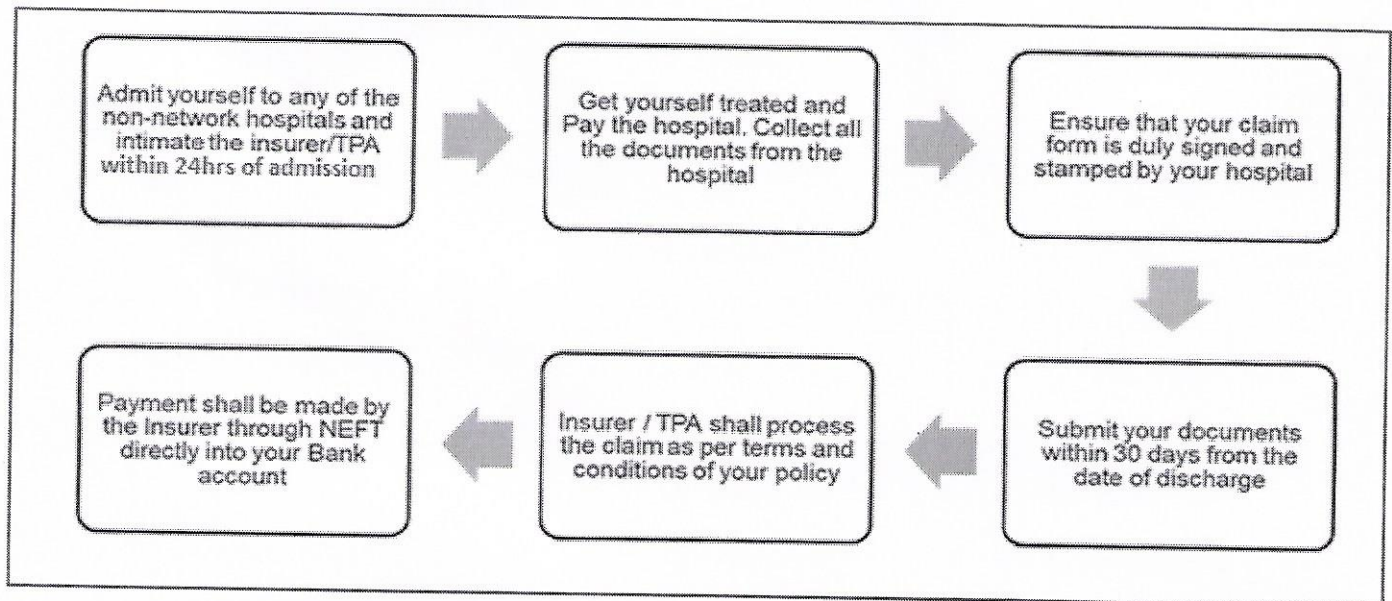 Admit yourself to any of the
non-network hospitals and
intimate the insurer/TPA
within 24hrs of admission
Get yourself treated and
Pay the hospital. Collect all
the documents from the
hospital
Ensure that your claim
form is duly signed and
stamped by your hospital
Submit your documents
within 30 days from the
date of discharge
Insurer / TPA shall process
the claim as per terms and
conditions of your policy
Payment shall be made by
the Insurer through NEFT
directly into your Bank
account